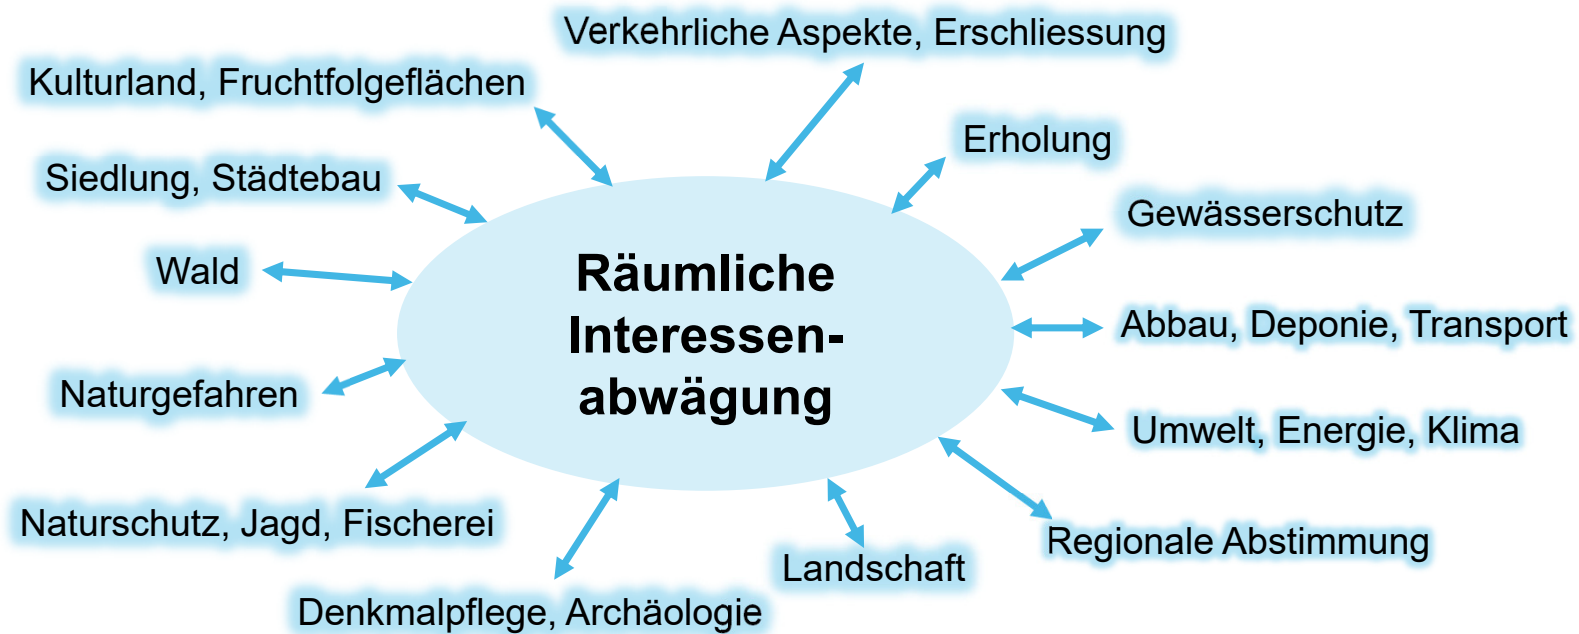 Verkehrliche Aspekte, Erschliessung
Kulturland, Fruchtfolgeflächen
Erholung
Siedlung, Städtebau
Gewässerschutz
Wald
Räumliche
Interessen-
abwägung
Abbau, Deponie, Transport
Naturgefahren
Umwelt, Energie, Klima
Naturschutz, Jagd, Fischerei
Regionale Abstimmung
Landschaft
Denkmalpflege, Archäologie